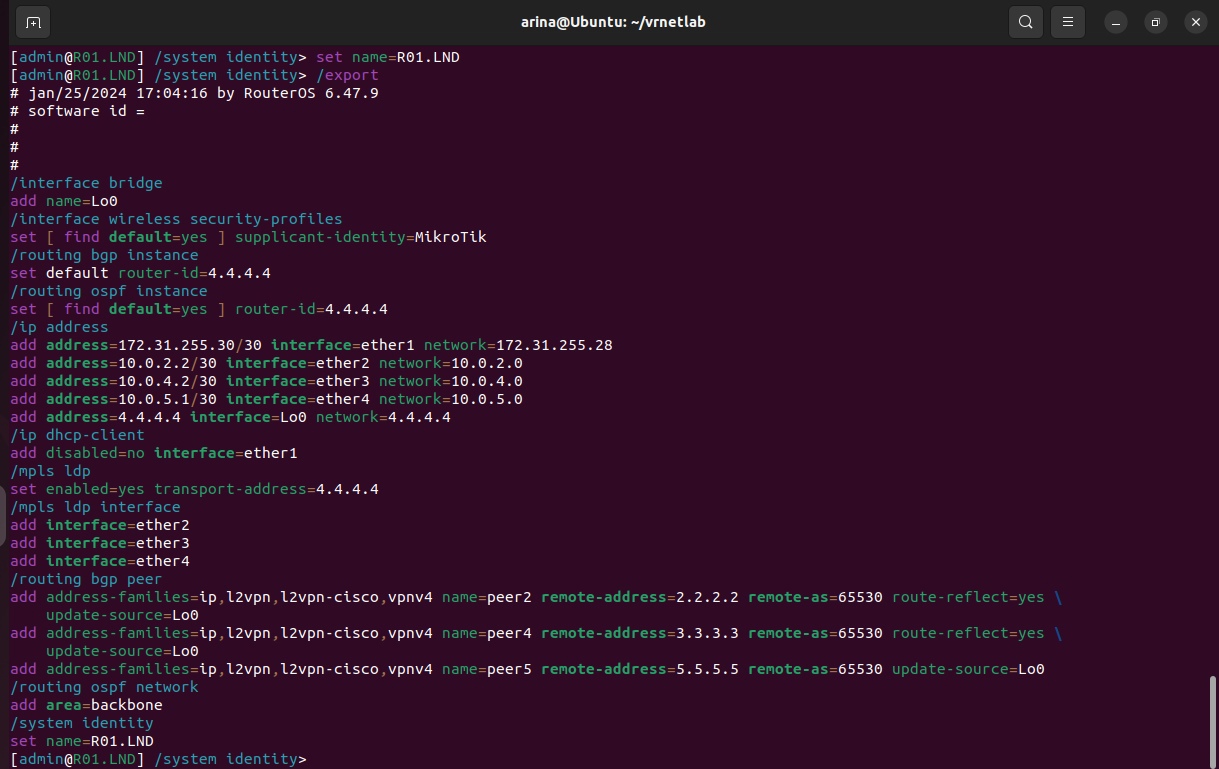 arina@Ubuntu: ~/vrnetlab
[admin@R01.LND] /system identity> set name=R01.LND
[admin@R01.LND] /system identity> /export
# jan/25/2024 17:04:16 by RouterOS 6.47.9
# software id =
#
#
#
/interface bridge
add name=Lo0
/interface wireless security-profiles
set [ find default=yes ] supplicant-identity=MikroTik
/routing bgp instance
set default router-id=4.4.4.4
/routing ospf instance
set [ find default=yes ] router-id=4.4.4.4
/ip address
add address=172.31.255.30/30 interface=ether1 network=172.31.255.28
add address=10.0.2.2/30 interface=ether2 network=10.0.2.0
add address=10.0.4.2/30 interface=ether3 network=10.0.4.0
add address=10.0.5.1/30 interface=ether4 network=10.0.5.0
add address=4.4.4.4 interface=Lo0 network=4.4.4.4
/ip dhcp-client
add disabled=no interface=ether1
/mpls ldp
set enabled=yes transport-address=4.4.4.4
/mpls ldp interface
add interface=ether2
add interface=ether3
add interface=ether4
/routing bgp peer
add address-families=ip,l2vpn,l2vpn-cisco,vpnv4 name=peer2 remote-address=2.2.2.2 remote-as=65530 route-reflect=yes \
    update-source=Lo0
add address-families=ip,l2vpn,l2vpn-cisco,vpnv4 name=peer4 remote-address=3.3.3.3 remote-as=65530 route-reflect=yes \
    update-source=Lo0
add address-families=ip,l2vpn,l2vpn-cisco,vpnv4 name=peer5 remote-address=5.5.5.5 remote-as=65530 update-source=Lo0
/routing ospf network
add area=backbone
/system identity
set name=R01.LND
[admin@R01.LND] /system identity>